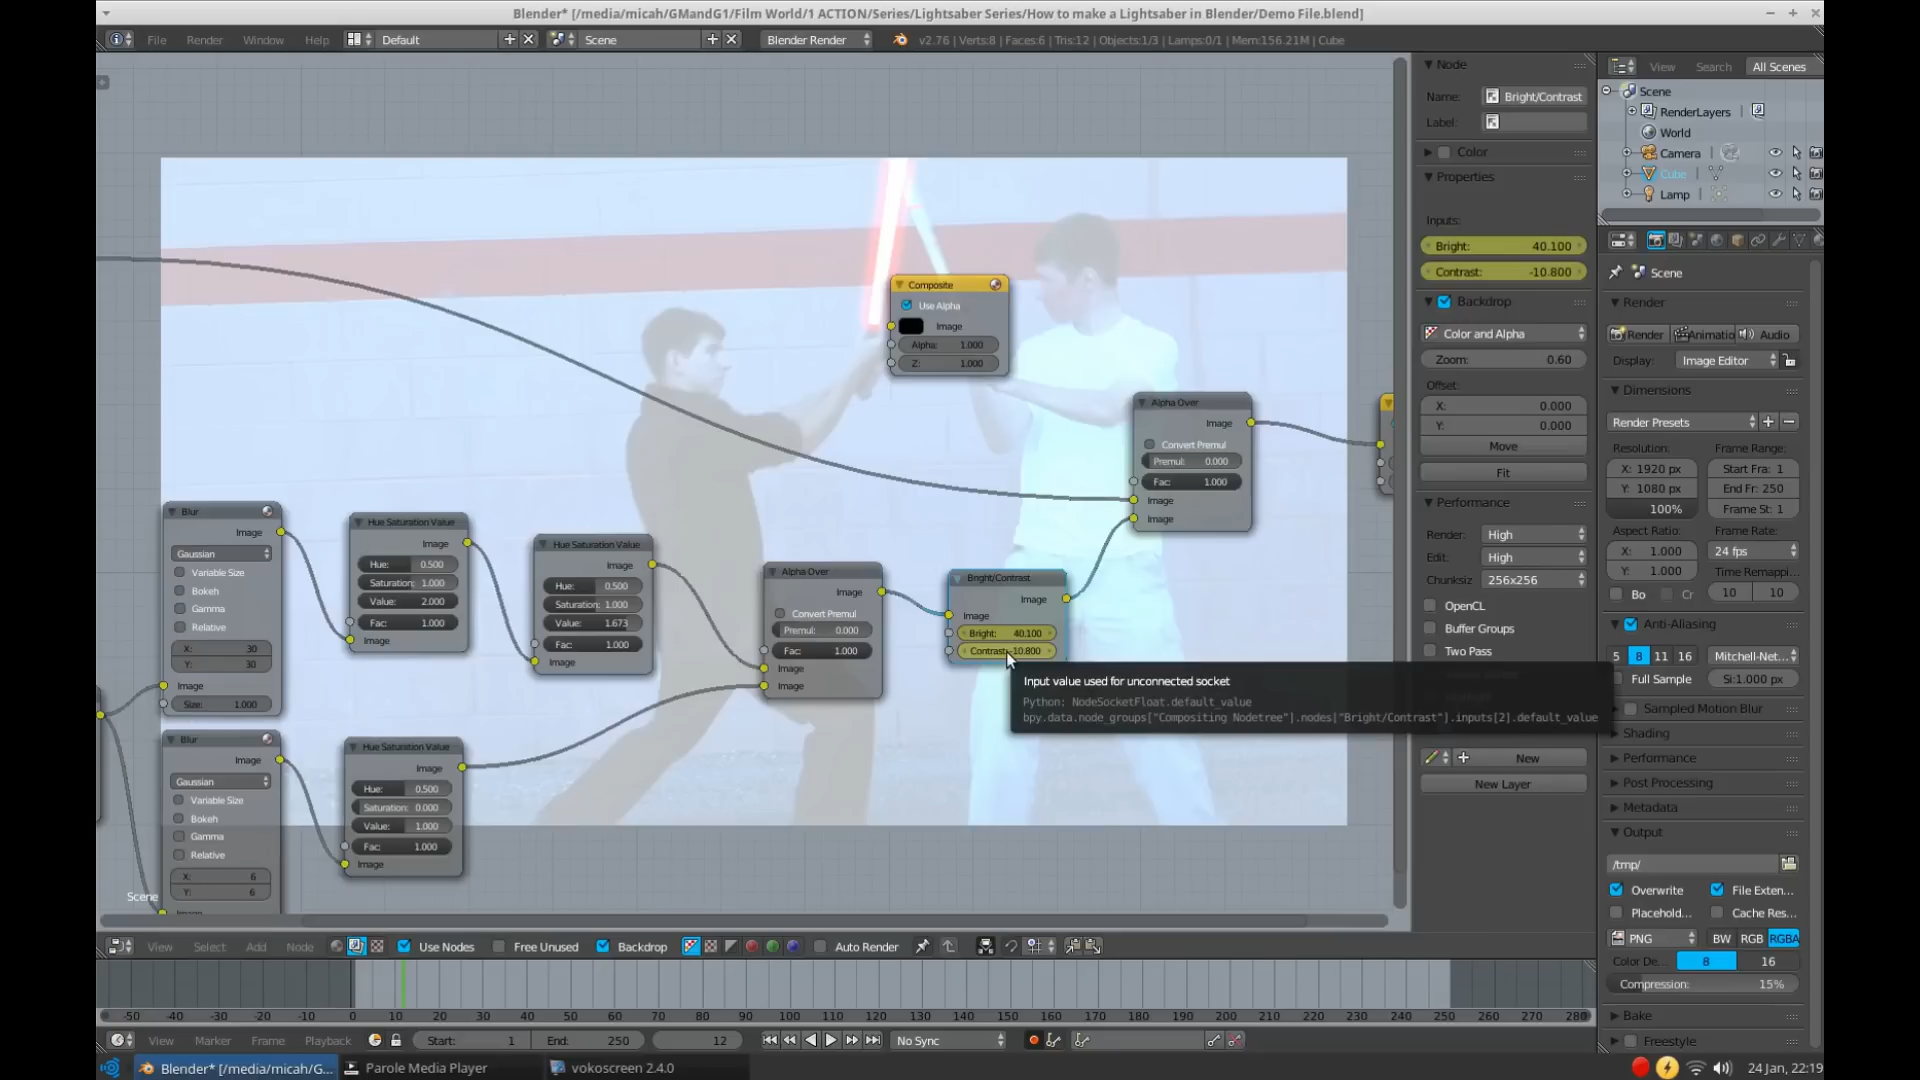 Blender* [/media/micah/GMandG1/Film World/1 ACTION/Series/Lightsaber Series/How to make a Lightsaber in Blender/Demo File.blend]
File Render Window Help Default Scene Blender Render v2.76 | Verts:8 | Faces:6 | Tris:12 | Objects:1/3 | Lamps:0/1 | Mem:156.21M | Cube
Composite
Use Alpha
Image
Alpha: 1.000
Z: 1.000
Alpha Over
Image
Convert Premul
Premul: 0.000
Fac: 1.000
Image
Image
Blur
Image
Gaussian
Variable Size
Bokeh
Gamma
Relative
X: 30
Y: 30
Image
Size: 1.000
Hue Saturation Value
Image
Hue: 0.500
Saturation: 1.000
Value: 2.000
Fac: 1.000
Image
Hue Saturation Value
Image
Hue: 0.500
Saturation: 1.000
Value: 1.673
Fac: 1.000
Image
Alpha Over
Image
Convert Premul
Premul: 0.000
Fac: 1.000
Image
Image
Bright/Contrast
Image
Image
Bright: 40.100
Contrast: -10.800
Input value used for unconnected socket
Python: NodeSocketFloat.default_value
bpy.data.node_groups["Compositing Nodetree"].nodes["Bright/Contrast"].inputs[2].default_value
Blur
Image
Gaussian
Variable Size
Bokeh
Gamma
Relative
X: 6
Y: 6
Hue Saturation Value
Image
Hue: 0.500
Saturation: 0.000
Value: 1.000
Fac: 1.000
Image
Scene
Node
Name: Bright/Contrast
Label:
Color
Properties
Inputs:
Bright: 40.100
Contrast: -10.800
Backdrop
Color and Alpha
Zoom: 0.60
Offset:
X: 0.000
Y: 0.000
Move
Fit
Performance
Render: High
Edit: High
Chunksiz 256x256
OpenCL
Buffer Groups
Two Pass
New
New Layer
View Search All Scenes
Scene
RenderLayers
World
Camera
Cube
Lamp
Scene
Render
Render Animatio Audio
Display: Image Editor
Dimensions
Render Presets
Resolution: Frame Range:
X: 1920 px Start Fra: 1
Y: 1080 px End Fr: 250
100% Frame St: 1
Aspect Ratio: Frame Rate:
X: 1.000 24 fps
Y: 1.000 Time Remappi...
Bo Cr 10 10
Anti-Aliasing
5 8 11 16 Mitchell-Net...
Full Sample Si:1.000 px
Sampled Motion Blur
Shading
Performance
Post Processing
Metadata
Output
/tmp/
Overwrite File Exten...
Placehold... Cache Res...
PNG BW RGB RGBA
Color De... 8 16
Compression: 15%
Bake
Freestyle
View Select Add Node Use Nodes Free Unused Backdrop Auto Render
-50 -40 -30 -20 -10 0 10 20 30 40 50 60 70 80 90 100 110 120 130 140 150 160 170 180 190 200 210 220 230 240 250 260 270 280
View Marker Frame Playback Start: 1 End: 250 12 No Sync
Blender* [/media/micah/G... Parole Media Player vokoscreen 2.4.0 24 Jan, 22:19